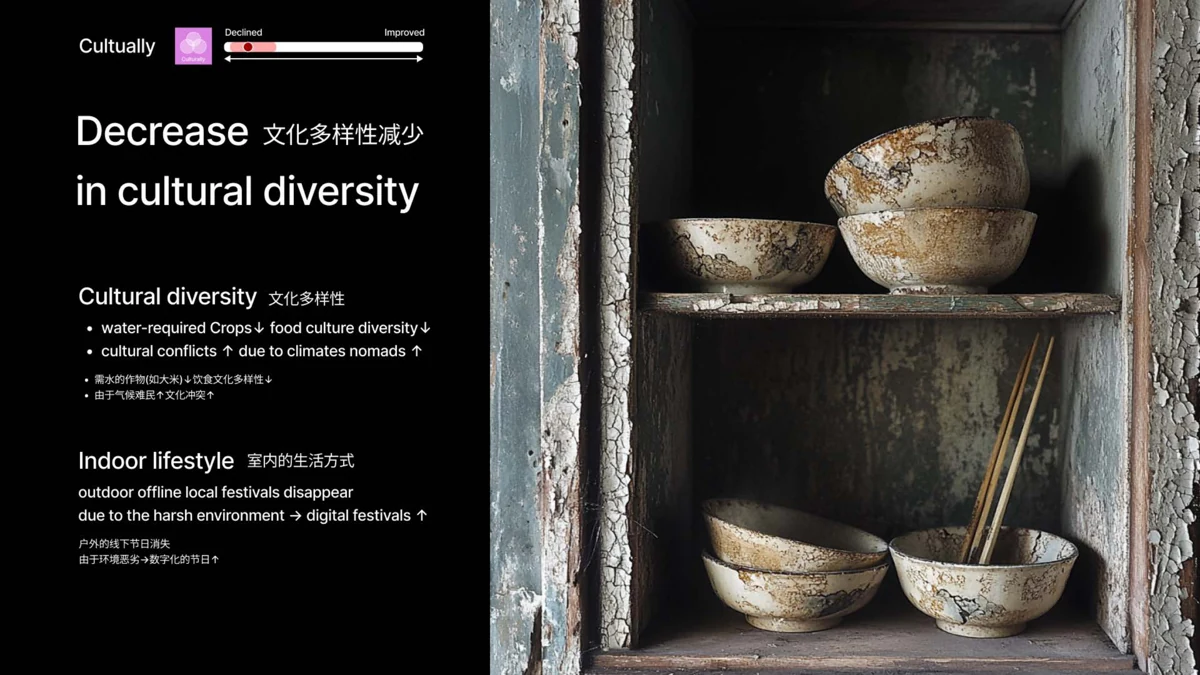 Cultually
Culturally
Declined
Improved
Decrease 文化多样性减少
in cultural diversity
Cultural diversity 文化多样性
• water-required Crops↓ food culture diversity↓
• cultural conflicts ↑ due to climates nomads ↑
• 需水的作物(如大米)↓饮食文化多样性↓
• 由于气候难民↑文化冲突↑
Indoor lifestyle 室内的生活方式
outdoor offline local festivals disappear
due to the harsh environment → digital festivals ↑
户外的线下节日消失
由于环境恶劣→数字化的节日↑